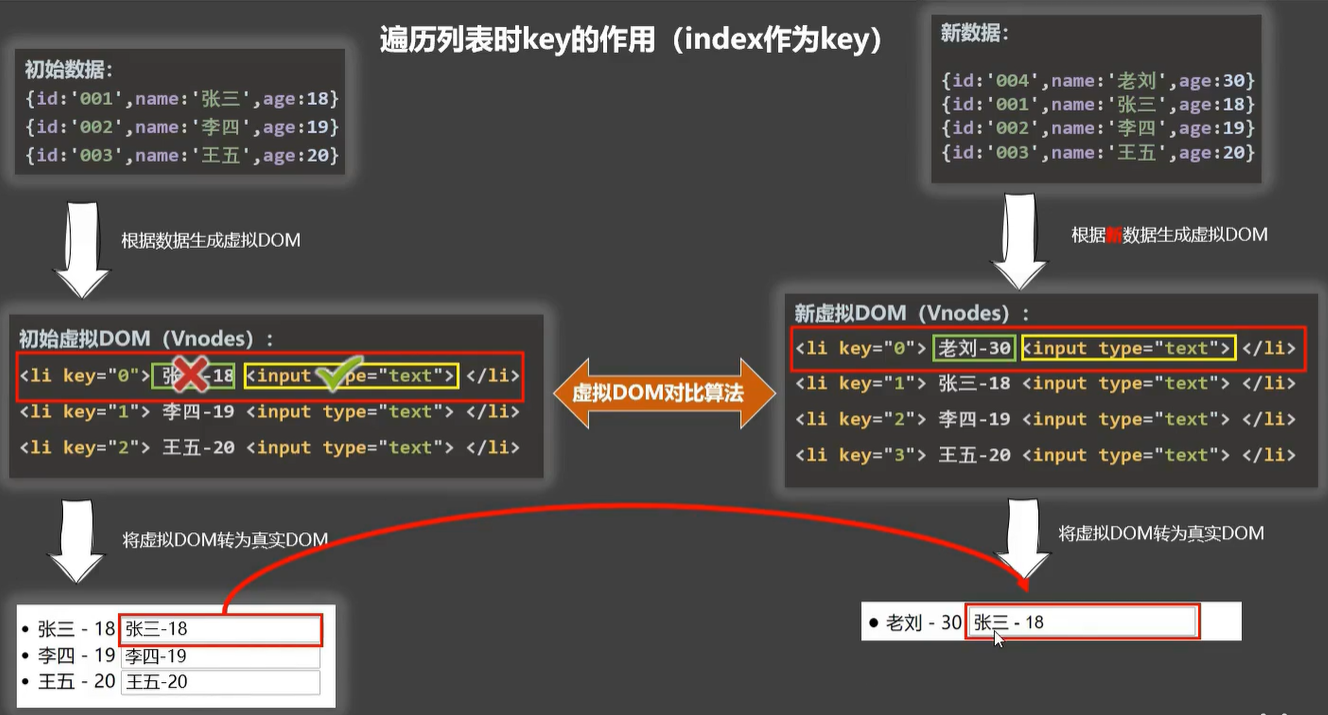 遍历列表时key的作用（index作为key）
初始数据：
{id:'001',name:'张三',age:18}
{id:'002',name:'李四',age:19}
{id:'003',name:'王五',age:20}
根据数据生成虚拟DOM
初始虚拟DOM（Vnodes）：
<li key="0"> 张 -18 <input type="text"> </li>
<li key="1"> 李四-19 <input type="text"> </li>
<li key="2"> 王五-20 <input type="text"> </li>
将虚拟DOM转为真实DOM
• 张三 - 18 张三-18
• 李四 - 19 李四-19
• 王五 - 20 王五-20
虚拟DOM对比算法
新数据：
{id:'004',name:'老刘',age:30}
{id:'001',name:'张三',age:18}
{id:'002',name:'李四',age:19}
{id:'003',name:'王五',age:20}
根据新数据生成虚拟DOM
新虚拟DOM（Vnodes）：
<li key="0"> 老刘-30 <input type="text"> </li>
<li key="1"> 张三-18 <input type="text"> </li>
<li key="2"> 李四-19 <input type="text"> </li>
<li key="3"> 王五-20 <input type="text"> </li>
将虚拟DOM转为真实DOM
• 老刘 - 30 张三 - 18